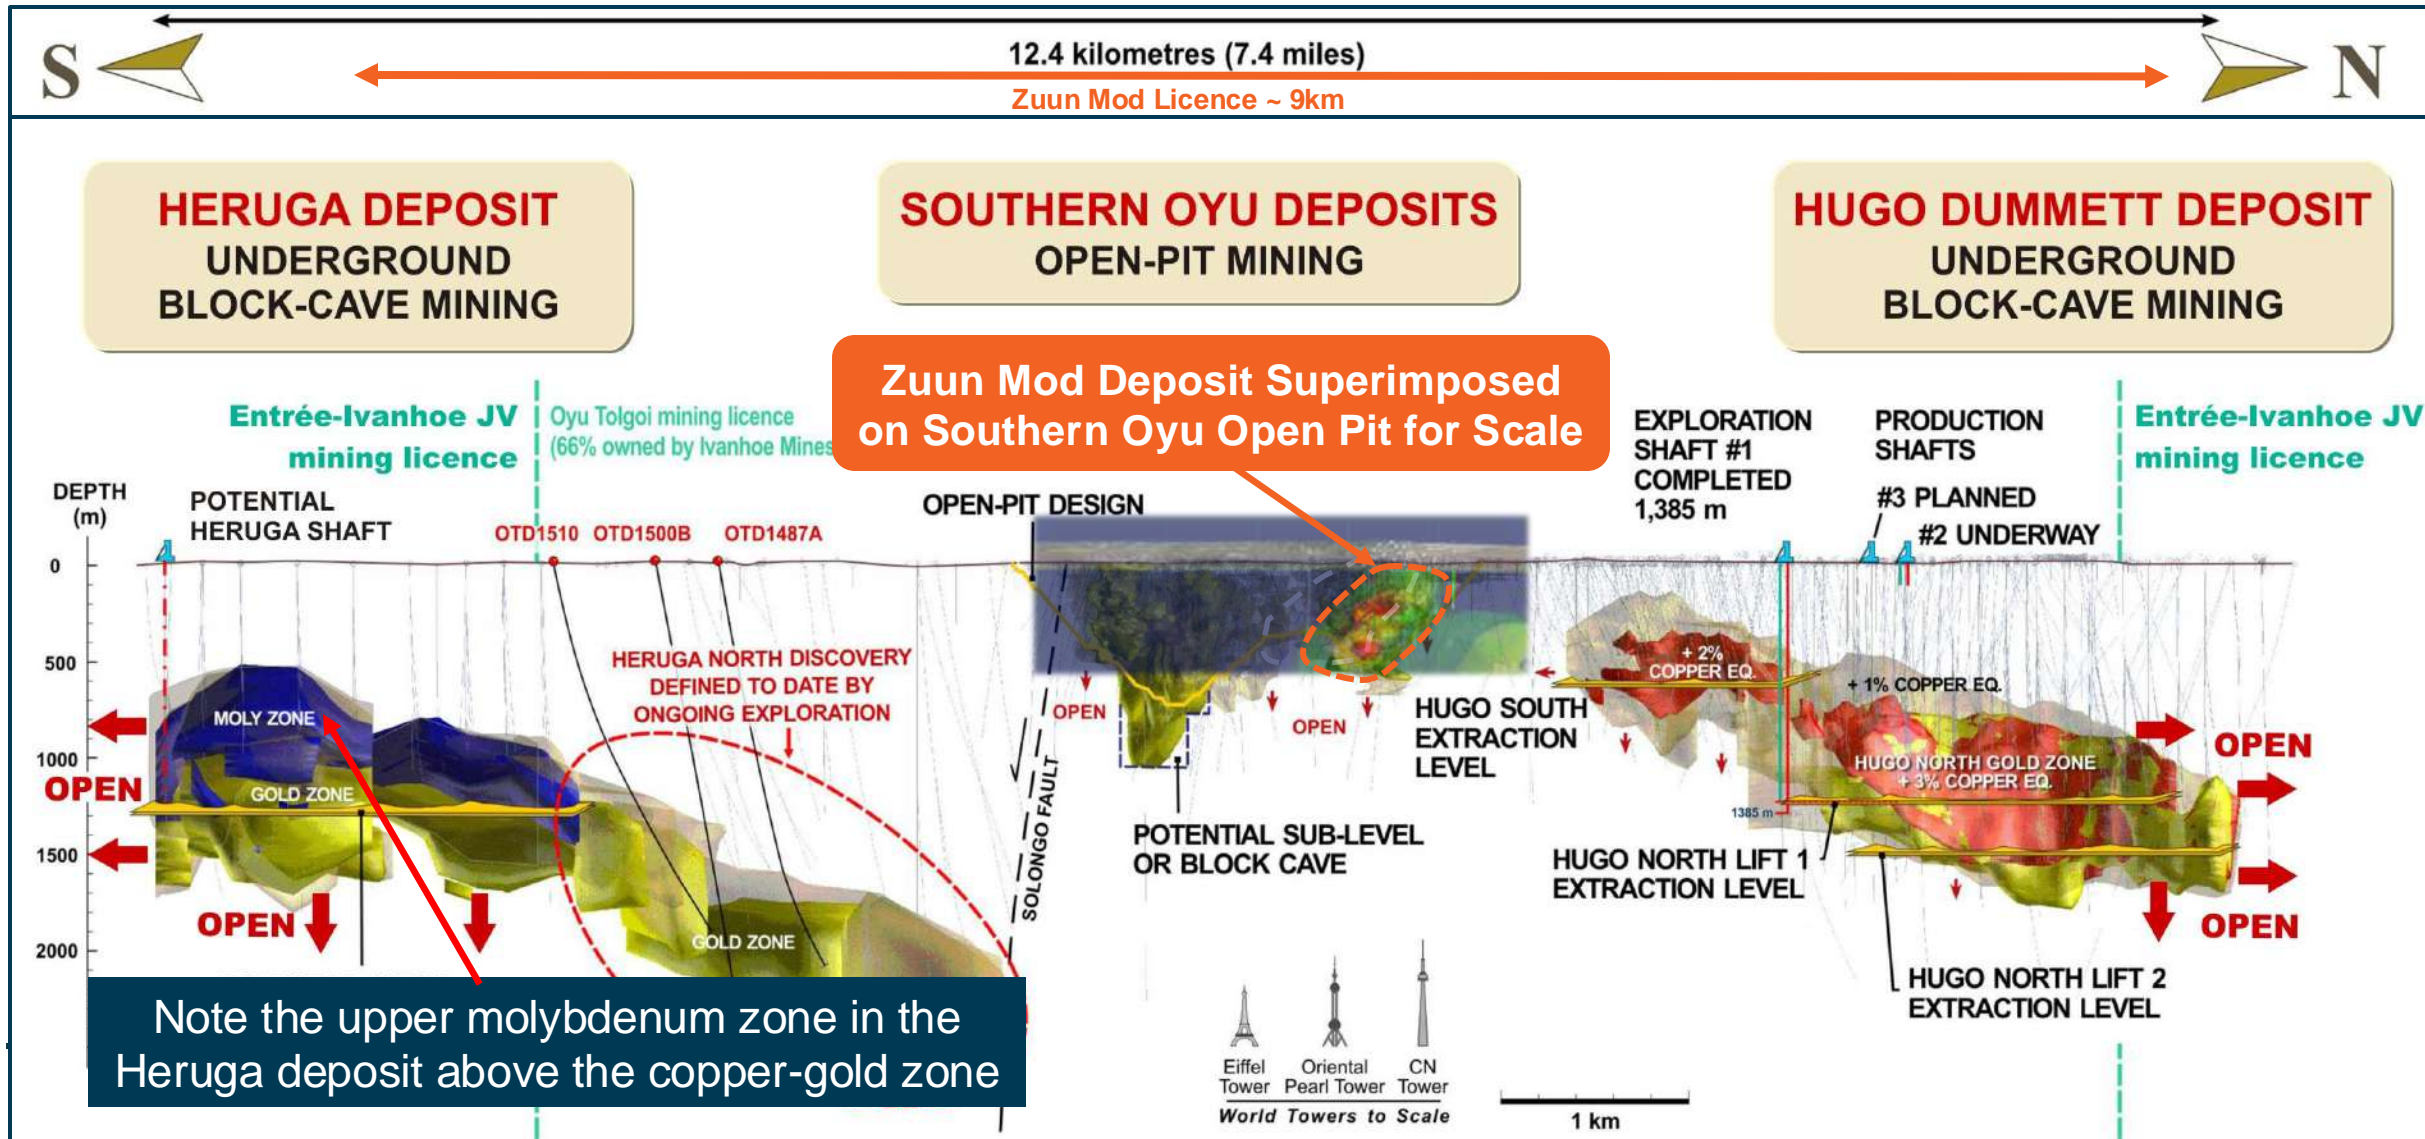 S
12.4 kilometres (7.4 miles)
Zuun Mod Licence ~ 9km
N
HERUGA DEPOSIT
UNDERGROUND
BLOCK-CAVE MINING
SOUTHERN OYU DEPOSITS
OPEN-PIT MINING
HUGO DUMMETT DEPOSIT
UNDERGROUND
BLOCK-CAVE MINING
Zuun Mod Deposit Superimposed
on Southern Oyu Open Pit for Scale
Entrée-Ivanhoe JV
mining licence
Oyu Tolgoi mining licence
(66% owned by Ivanhoe Mines
EXPLORATION
SHAFT #1
COMPLETED
1,385 m
PRODUCTION
SHAFTS
#3 PLANNED
#2 UNDERWAY
Entrée-Ivanhoe JV
mining licence
DEPTH
(m)
POTENTIAL
HERUGA SHAFT
OTD1510
OTD1500B
OTD1487A
OPEN-PIT DESIGN
0
500
1000
1500
2000
HERUGA NORTH DISCOVERY
DEFINED TO DATE BY
ONGOING EXPLORATION
MOLY ZONE
GOLD ZONE
OPEN
OPEN
GOLD ZONE
SOLONGO FAULT
OPEN
OPEN
HUGO SOUTH
EXTRACTION
LEVEL
+ 2%
COPPER EQ.
+ 1% COPPER EQ.
HUGO NORTH GOLD ZONE
+ 3% COPPER EQ.
1385 m
OPEN
OPEN
POTENTIAL SUB-LEVEL
OR BLOCK CAVE
HUGO NORTH LIFT 1
EXTRACTION LEVEL
HUGO NORTH LIFT 2
EXTRACTION LEVEL
Note the upper molybdenum zone in the
Heruga deposit above the copper-gold zone
Eiffel
Tower
Oriental
Pearl Tower
CN
Tower
World Towers to Scale
1 km